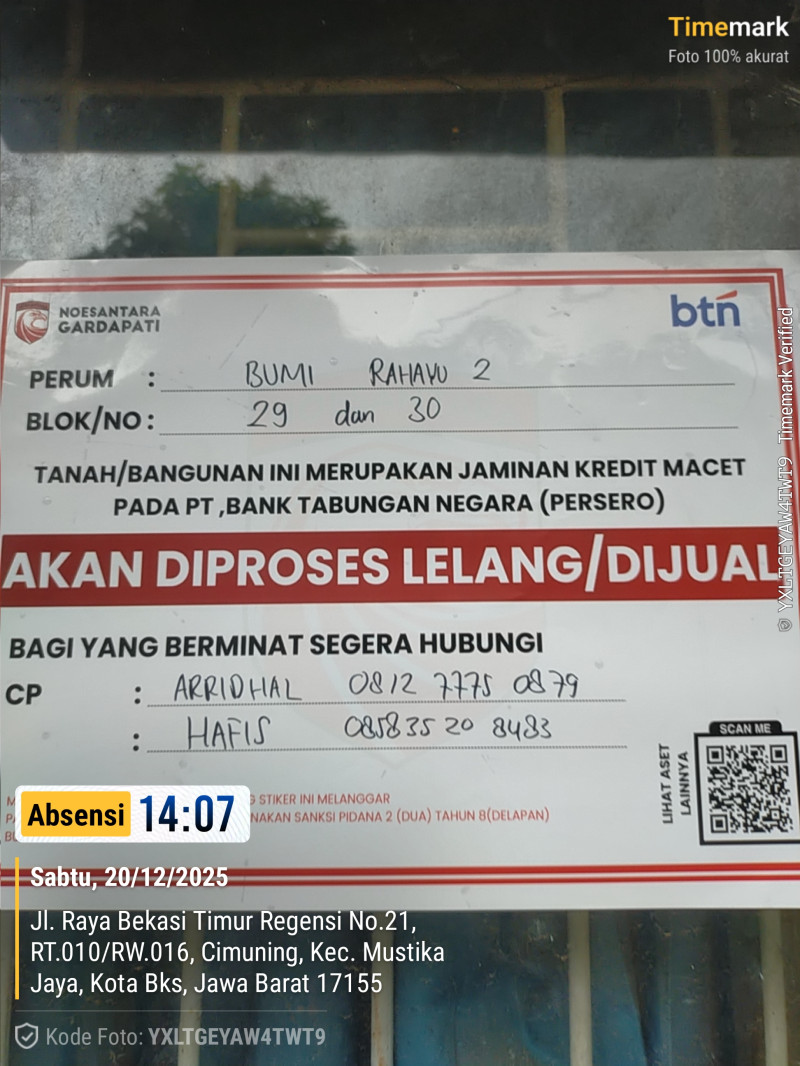 Timemark
Foto 100% akurat
NOESANTARA
GARDAPATI
btn
PERUM : BUMI RAHAYU 2
BLOK/NO : 29 dan 30
TANAH/BANGUNAN INI MERUPAKAN JAMINAN KREDIT MACET
PADA PT ,BANK TABUNGAN NEGARA (PERSERO)
AKAN DIPROSES LELANG/DIJUAL
BAGI YANG BERMINAT SEGERA HUBUNGI
CP : ARRIDHAL 0812 7775 0879
: HAFIS 085835 20 8483
SCAN ME
LIHAT ASET
LAINNYA
STIKER INI MELANGGAR
NAKAN SANKSI PIDANA 2 (DUA) TAHUN 8(DELAPAN)
Absensi 14:07
Sabtu, 20/12/2025
Jl. Raya Bekasi Timur Regensi No.21,
RT.010/RW.016, Cimuning, Kec. Mustika
Jaya, Kota Bks, Jawa Barat 17155
Kode Foto: YXLTGEYAW4TWT9
© YXLTGEYAW4TWT9 Timemark Verified